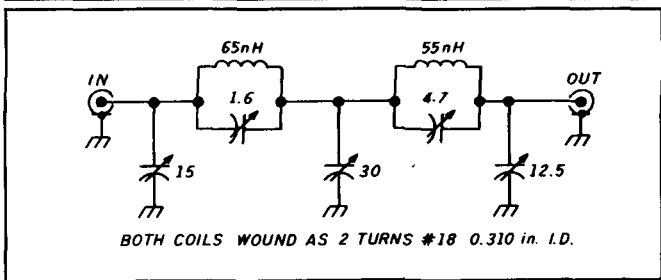 65nH 55nH
IN 1.6 4.7 OUT
15 30 12.5
BOTH COILS WOUND AS 2 TURNS #18 0.310 in. I.D.